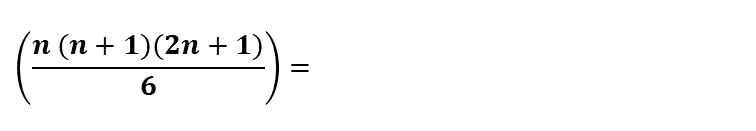 (n (n + 1)(2n + 1) / 6) =